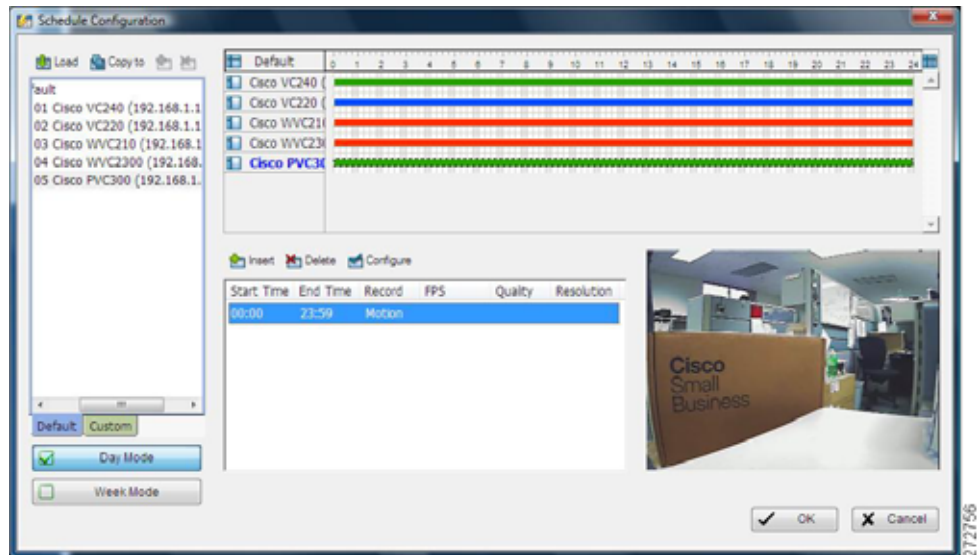 Schedule Configuration
Load Copy to
fault
01 Cisco VC240 (192.168.1.1
02 Cisco VC220 (192.168.1.1
03 Cisco WVC210 (192.168.1
04 Cisco WVC2300 (192.168.
05 Cisco PVC300 (192.168.1.
Default Custom
Day Mode
Week Mode
Default 0 1 2 3 4 5 6 7 8 9 10 11 12 13 14 15 16 17 18 19 20 21 22 23 24
Cisco VC240 (
Cisco VC220 (
Cisco WVC210
Cisco WVC230
Cisco PVC30
Insert Delete Configure
Start Time End Time Record FPS Quality Resolution
00:00 23:59 Motion
Cisco
Small
Business
OK Cancel
272756